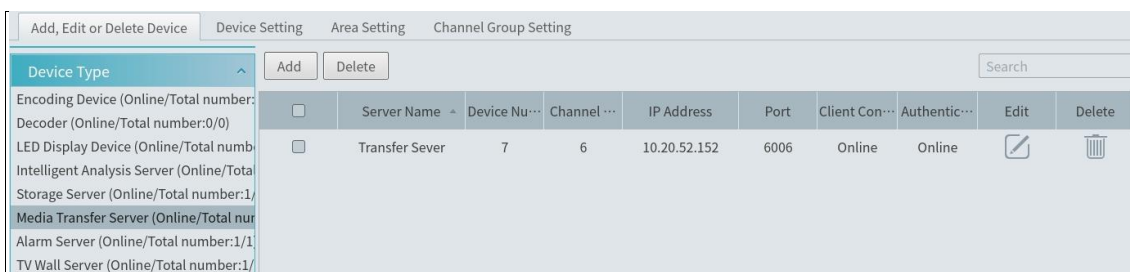 Add, Edit or Delete Device Device Setting Area Setting Channel Group Setting
Device Type
Encoding Device (Online/Total number:
Decoder (Online/Total number:0/0)
LED Display Device (Online/Total numb
Intelligent Analysis Server (Online/Total
Storage Server (Online/Total number:1/
Media Transfer Server (Online/Total nur
Alarm Server (Online/Total number:1/1
TV Wall Server (Online/Total number:1/
Add Delete Search
Server Name Device Nu··· Channel ··· IP Address Port Client Con··· Authentic··· Edit Delete
Transfer Sever 7 6 10.20.52.152 6006 Online Online